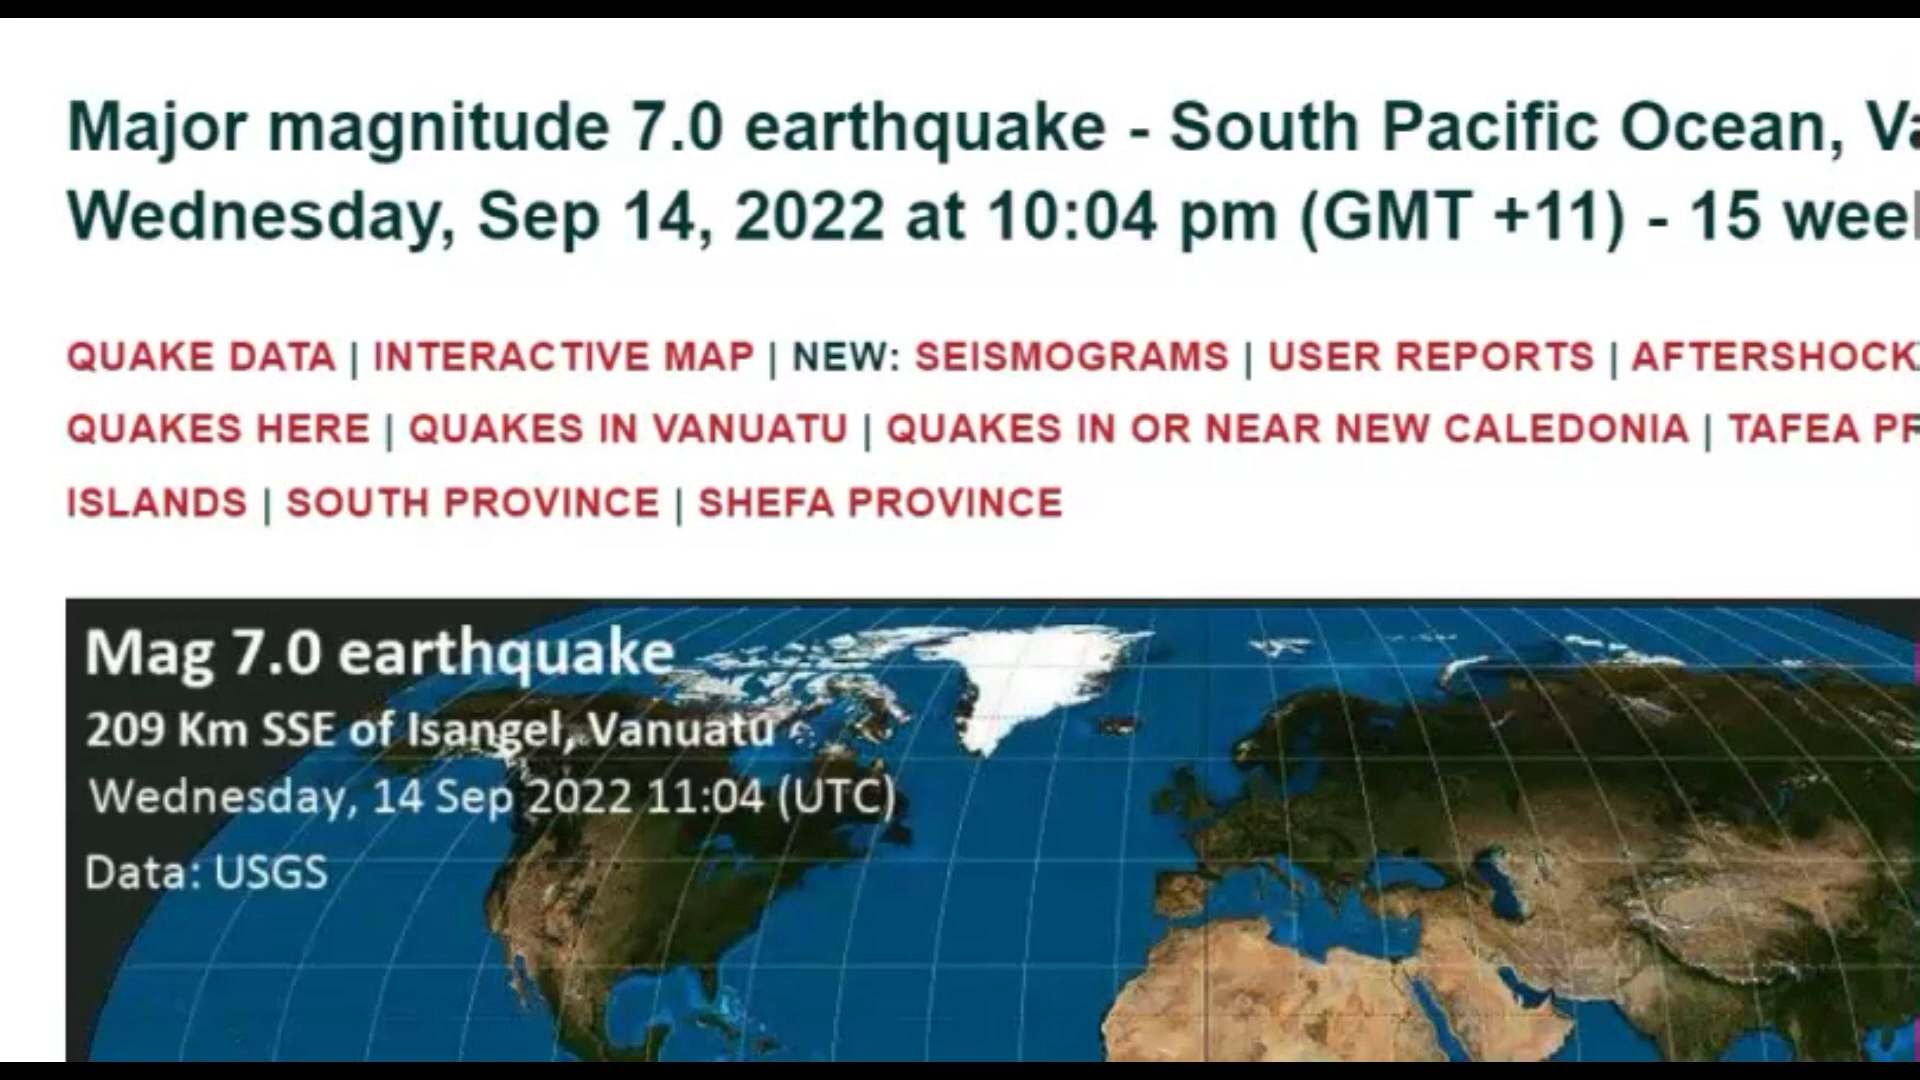 Major magnitude 7.0 earthquake - South Pacific Ocean,
Wednesday, Sep 14, 2022 at 10:04 pm (GMT +11) - 15
QUAKE DATA | INTERACTIVE MAP | NEW: SEISMOGRAMS | USER REPORTS | AFTERSHOCK
QUAKES HERE | QUAKES IN VANUATU | QUAKES IN OR NEAR NEW CALEDONIA | TAFEA
ISLANDS | SOUTH PROVINCE | SHEFA PROVINCE
Mag 7.0 earthquake
209 Km SSE of Isangel, Vanuatu
Wednesday, 14 Sep 2022 11:04 (UTC)
Data: USGS